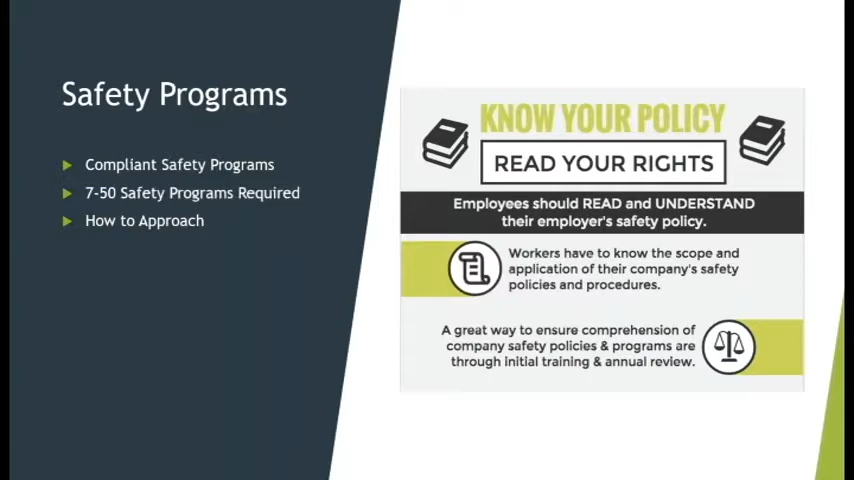 Safety Programs
Compliant Safety Programs
7-50 Safety Programs Required
How to Approach
KNOW YOUR POLICY
READ YOUR RIGHTS
Employees should READ and UNDERSTAND
their employer's safety policy.
Workers have to know the scope and
application of their company's safety
policies and procedures.
A great way to ensure comprehension of
company safety policies & programs are
through initial training & annual review.